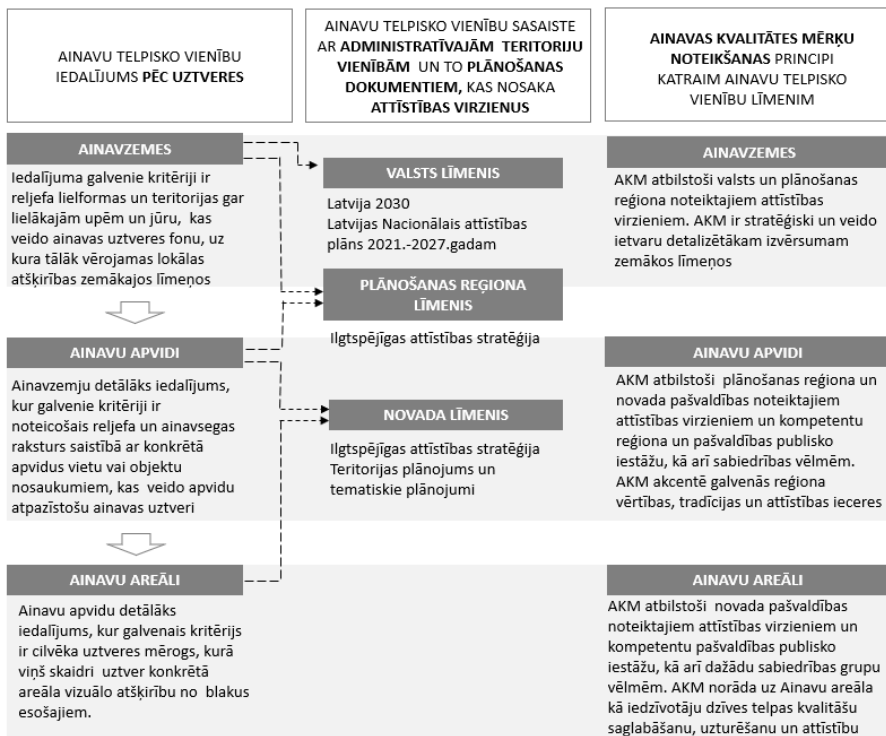 AINAVU TELPISKO VIENĪBU
IEDALĪJUMS PĒC UZTVERES
AINAVU TELPISKO VIENĪBU SASAISTE
AR ADMINISTRATĪVAJĀM TERITORIJU
VIENĪBĀM UN TO PLĀNOŠANAS
DOKUMENTIEM, KAS NOSAKA
ATTĪSTĪBAS VIRZIENUS
AINAVAS KVALITĀTES MĒRĶU
NOTEIKŠANAS PRINCIPI
KATRAIM AINAVU TELPISKO
VIENĪBU LĪMENIM
AINAVZEMES
Iedalījuma galvenie kritēriji ir
reljefa lielformas un teritorijas gar
lielākajām upēm un jūru, kas
veido ainavas uztveres fonu, uz
kura tālāk vērojamas lokālas
atšķirības zemākajos līmeņos
VALSTS LĪMENIS
Latvija 2030
Latvijas Nacionālais attīstības
plāns 2021.-2027.gadam
PLĀNOŠANAS REĢIONA
LĪMENIS
Ilgtspējīgas attīstības stratēģija
AINAVZEMES
AKM atbilstoši valsts un plānošanas
reģiona noteiktajiem attīstības
virzieniem. AKM ir stratēģiski un veido
ietvaru detalizētākam izvērsumam
zemākos līmeņos
AINAVU APVIDI
Ainavzemju detālāks iedalījums,
kur galvenie kritēriji ir
noteicošais reljefa un ainavsegas
raksturs saistībā ar konkrētā
apvidus vietu vai objektu
nosaukumiem, kas veido apvidu
atpazīstošu ainavas uztveri
NOVADA LĪMENIS
Ilgtspējīgas attīstības stratēģija
Teritorijas plānojums un
tematiskie plānojumi
AINAVU APVIDI
AKM atbilstoši plānošanas reģiona un
novada pašvaldības noteiktajiem
attīstības virzieniem un kompetentu
reģiona un pašvaldības publisko
iestāžu, kā arī sabiedrības vēlmēm.
AKM akcentē galvenās reģiona
vērtības, tradīcijas un attīstības ieceres
AINAVU AREĀLI
Ainavu apvidu detālāks
iedalījums, kur galvenais kritērijs
ir cilvēka uztveres mērogs, kurā
viņš skaidri uztver konkrētā
areāla vizuālo atšķirību no blakus
esošajiem.
AINAVU AREĀLI
AKM atbilstoši novada pašvaldības
noteiktajiem attīstības virzieniem un
kompetentu pašvaldības publisko
iestāžu, kā arī dažādu sabiedrības grupu
vēlmēm. AKM norāda uz Ainavu areāla
kā iedzīvotāju dzīves telpas kvalitāšu
saglabāšanu, uzturēšanu un attīstību